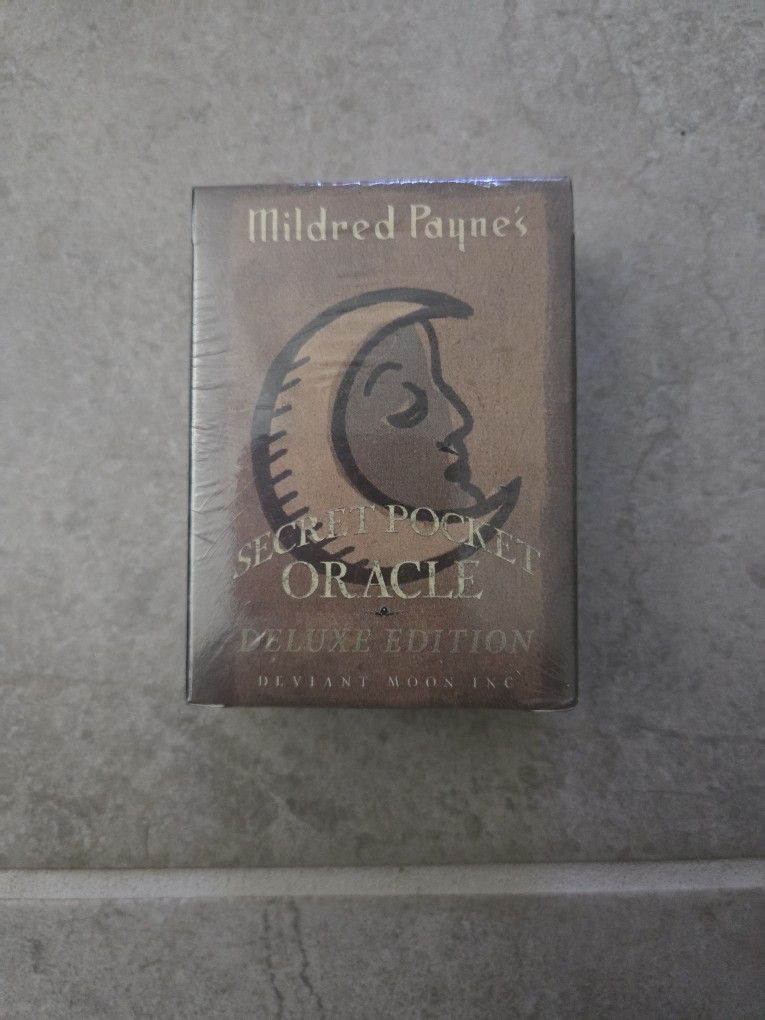 Mildred Payne's
SECRET POCKET
ORACLE
DELUXE EDITION
DEVIANT MOON INC